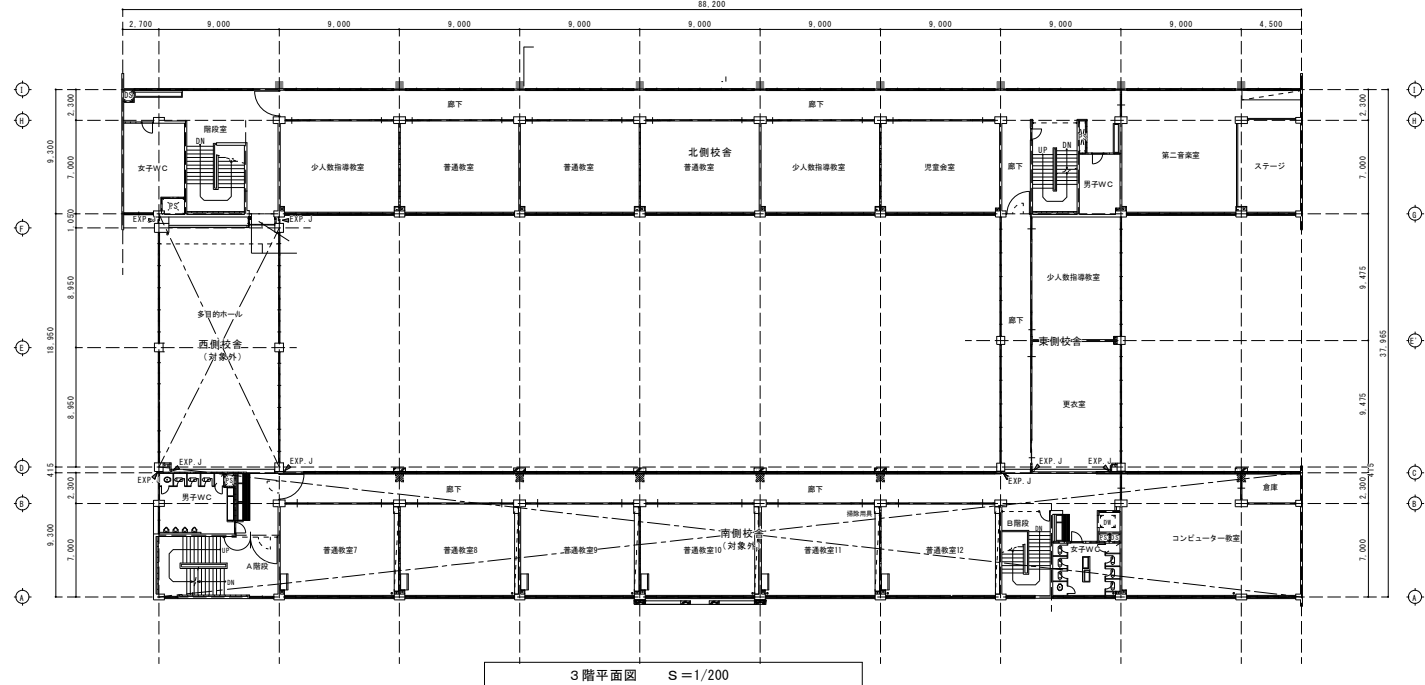 88,200
2,700 9,000 9,000 9,000 9,000 9,000 9,000 9,000 9,000 4,500
I
I
DS
廊下
廊下
2,300
2,300
H
H
階段室
DN
女子WC
少人数指導教室
普通教室
普通教室
北側校舎
普通教室
少人数指導教室
児童会室
廊下
UP
DN
男子WC
第二音楽室
ステージ
9,300
7,000
7,000
PS
EXP.J
EXP.J
G
1,050
F
8,950
少人数指導教室
9,475
多目的ホール
廊下
E
18,950
西側校舎
(対象外)
東側校舎
E'
37,965
8,950
更衣室
9,475
D
EXP.J
EXP.J
EXP.J
EXP.J
415
415
C
EXP.J
PS
男子WC
廊下
廊下
2,300
倉庫
2,300
B
B
掃除用具
B階段
DN
DW
PS
DS
UP
A階段
DN
普通教室7
普通教室8
普通教室9
南側校舎
普通教室10
(対象外)
普通教室11
普通教室12
女子WC
コンピューター教室
9,300
7,000
7,000
A
A
3階平面図 S=1/200